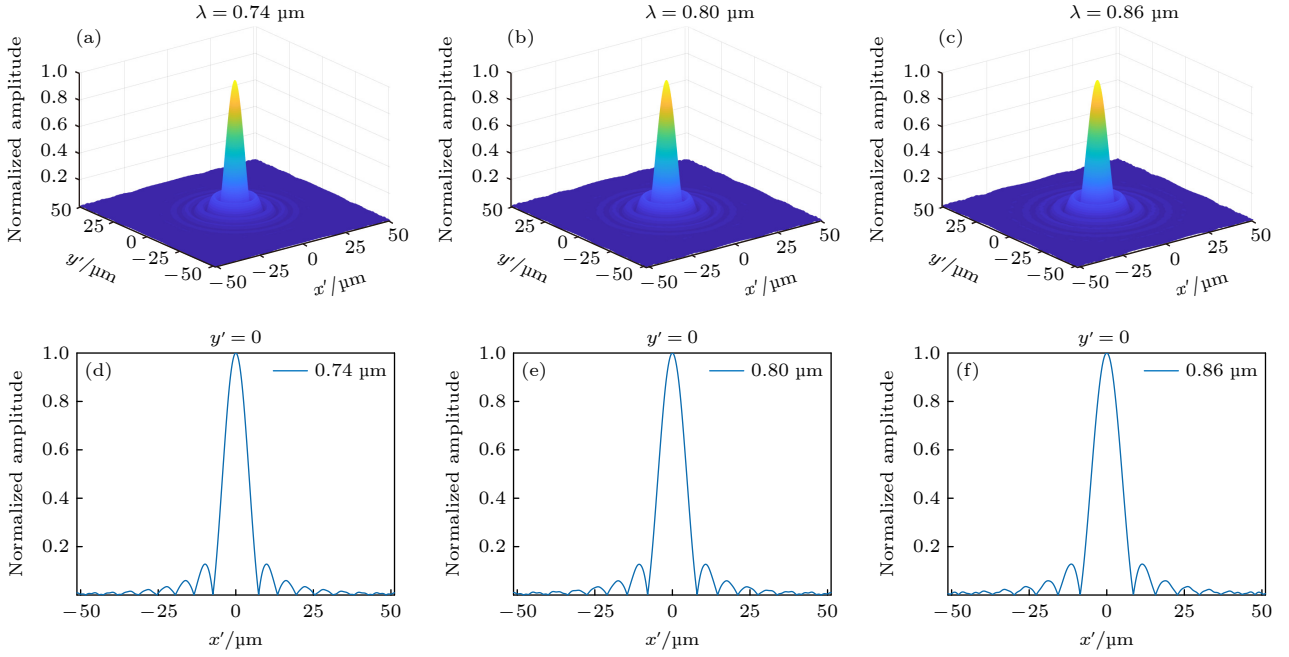 λ = 0.74 μm
(a)
Normalized amplitude
1.0
0.8
0.6
0.4
0.2
50
25
0
−25
−50
y′/μm
−50
−25
0
25
50
x′/μm
λ = 0.80 μm
(b)
Normalized amplitude
1.0
0.8
0.6
0.4
0.2
50
25
0
−25
−50
y′/μm
−50
−25
0
25
50
x′/μm
λ = 0.86 μm
(c)
Normalized amplitude
1.0
0.8
0.6
0.4
0.2
50
25
0
−25
−50
y′/μm
−50
−25
0
25
50
x′/μm
y′ = 0
(d)
0.74 μm
Normalized amplitude
1.0
0.8
0.6
0.4
0.2
−50 −25 0 25 50
x′/μm
y′ = 0
(e)
0.80 μm
Normalized amplitude
1.0
0.8
0.6
0.4
0.2
−50 −25 0 25 50
x′/μm
y′ = 0
(f)
0.86 μm
Normalized amplitude
1.0
0.8
0.6
0.4
0.2
−50 −25 0 25 50
x′/μm